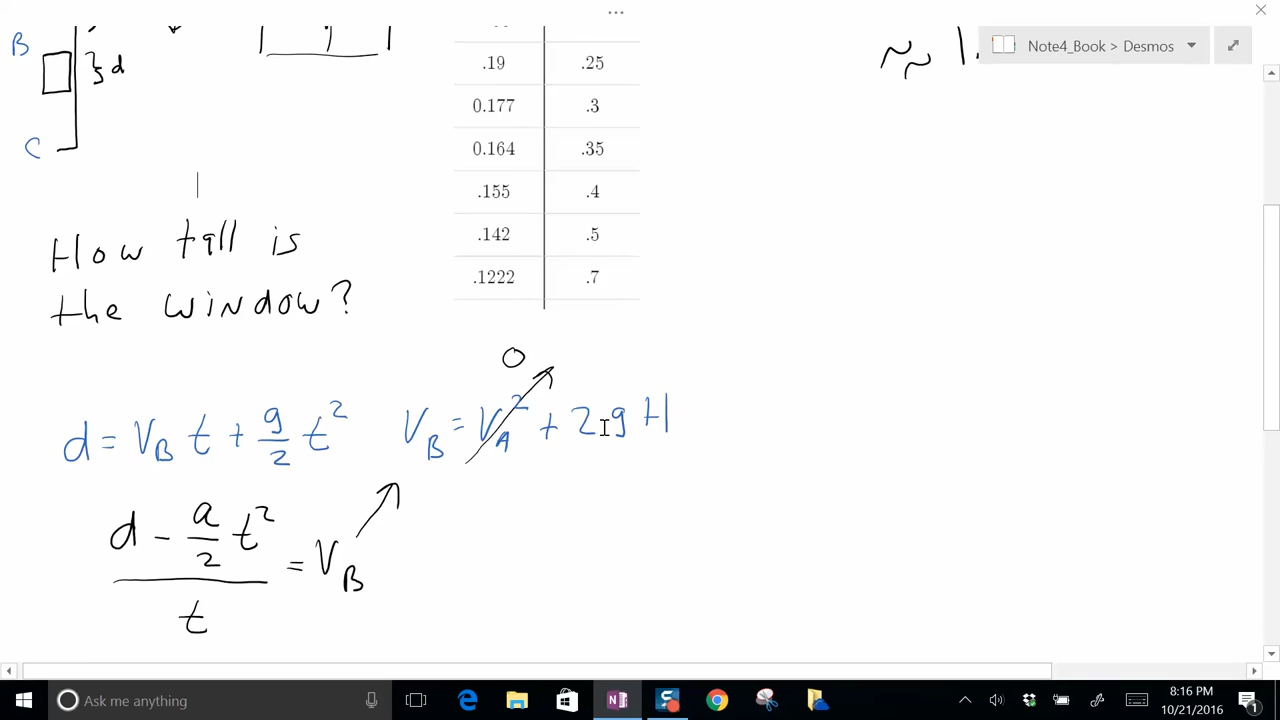 Note4_Book > Desmos
B
d
C
.19 .25
0.177 .3
0.164 .35
.155 .4
.142 .5
.1222 .7
How tall is
the window?
0
d = V_B t + g/2 t² V_B = V_A² + 2gH
d - a/2 t²
t
= V_B
Ask me anything
8:16 PM
10/21/2016
1